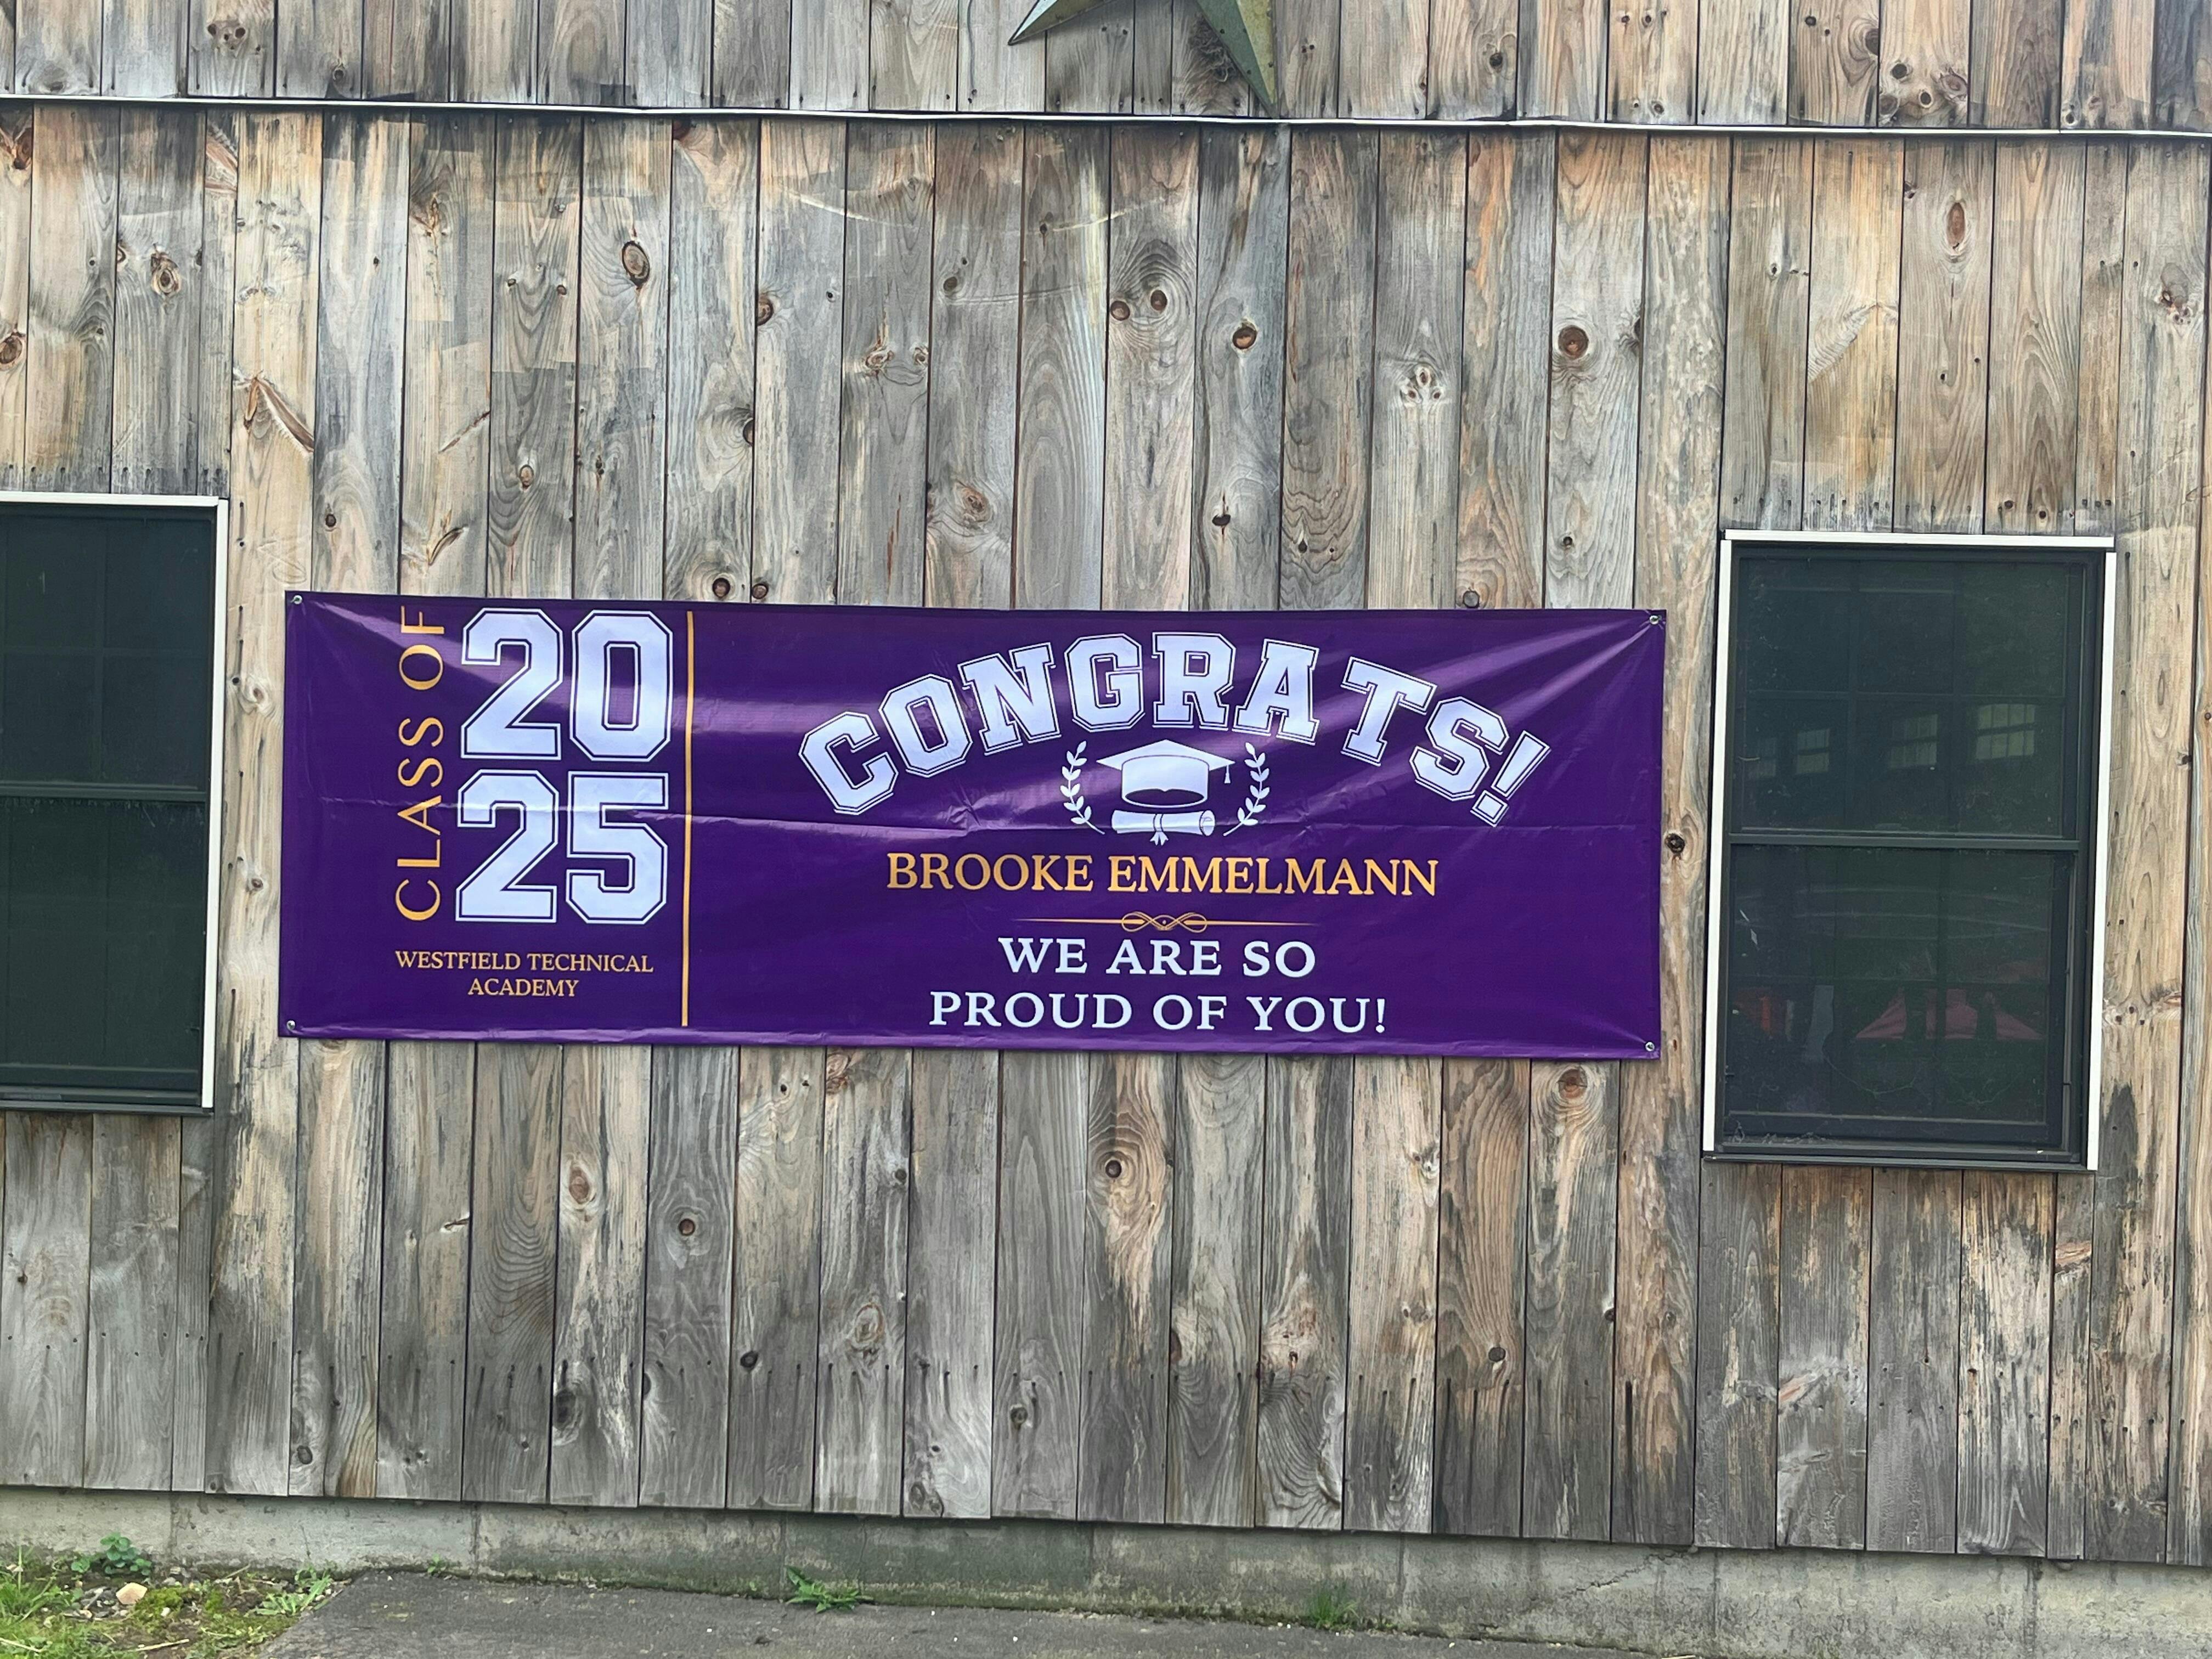 CLASS OF
20
25
WESTFIELD TECHNICAL
ACADEMY
CONGRATS!
BROOKE EMMELMANN
WE ARE SO
PROUD OF YOU!